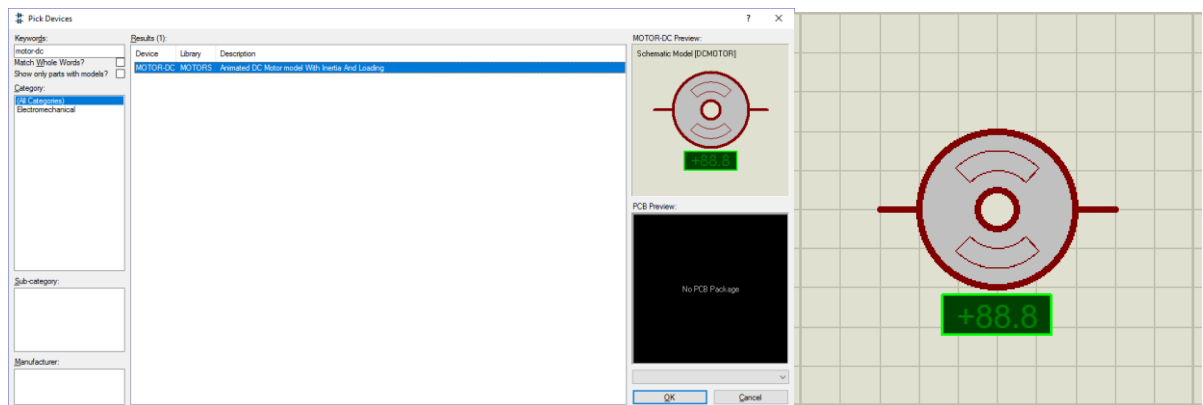 Pick Devices
? ×
Keywords:
motor-dc
Match Whole Words?
Show only parts with models?
Category:
(All Categories)
Electromechanical
Sub-category:
Manufacturer:
Results (1):
Device Library Description
MOTOR-DC MOTORS Animated DC Motor model With Inertia And Loading
MOTOR-DC Preview:
Schematic Model [DCMOTOR]
+88.8
PCB Preview:
No PCB Package
OK Cancel
+88.8